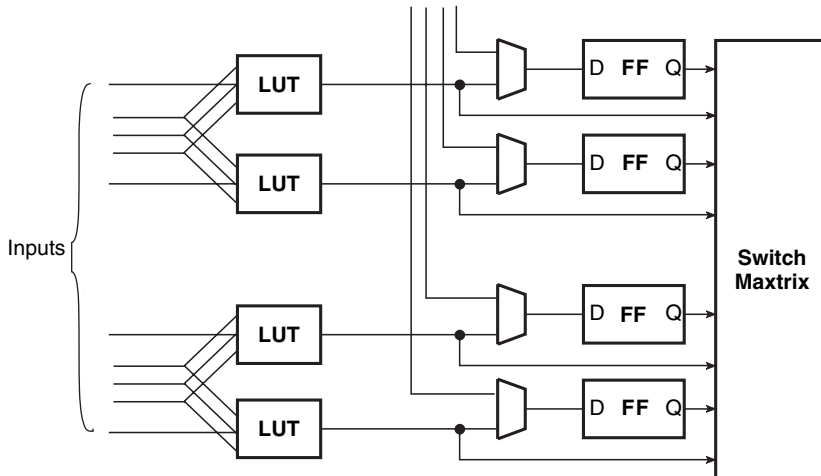 LUT
D FF Q
LUT
D FF Q
Inputs
Switch
Maxtrix
LUT
D FF Q
LUT
D FF Q